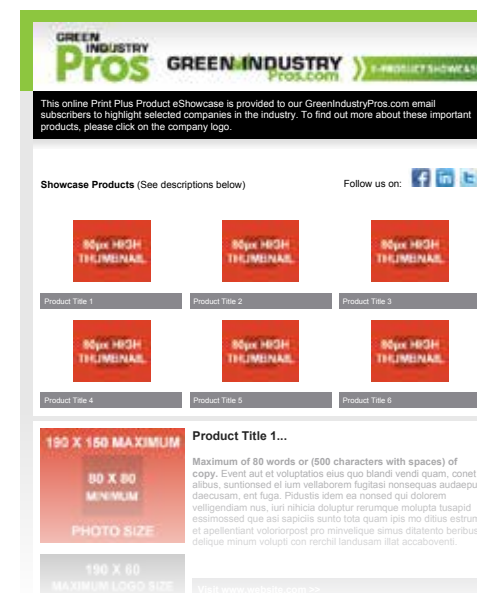 GREEN
INDUSTRY
Pros
GREEN INDUSTRY
Pros.com
E-PRODUCT SHOWCAS
This online Print Plus Product eShowcase is provided to our GreenIndustryPros.com email
subscribers to highlight selected companies in the industry. To find out more about these important
products, please click on the company logo.
Showcase Products (See descriptions below)
Follow us on:
80px HIGH
THUMBNAIL
80px HIGH
THUMBNAIL
80px HIGH
THUMBNAIL
Product Title 1
Product Title 2
Product Title 3
80px HIGH
THUMBNAIL
80px HIGH
THUMBNAIL
80px HIGH
THUMBNAIL
Product Title 4
Product Title 5
Product Title 6
190 X 150 MAXIMUM
80 X 80
MINIMUM
PHOTO SIZE
Product Title 1...
Maximum of 80 words or (500 characters with spaces) of
copy. Event aut et voluptatios eius quo blandi vendi quam, conet
alibus, suntionsed el ium vellaborem fugitasi nonsequas audaepu
daecusam, ent fuga. Pidustis idem ea nonsed qui dolorem
velligendiam nus, iuri nihicia doluptur rerumque molupta tusapid
essimossed que asi sapiciis sunto tota quam ipis mo ditius estrun
et apellentiant voloriorpost pro minvelique simus ditatento beribus
delique minum volupti con rerchil landusam illat accaboventi.
190 X 60
MAXIMUM LOGO SIZE
Visit www.website.com >>